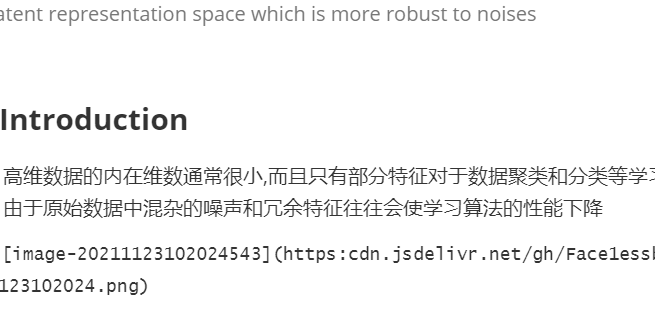 atent representation space which is more robust to noises
Introduction
高维数据的内在维数通常很小,而且只有部分特征对于数据聚类和分类等学
由于原始数据中混杂的噪声和冗余特征往往会使学习算法的性能下降
[image-20211123102024543](https:cdn.jsdelivr.net/gh/Face1ess
123102024.png)